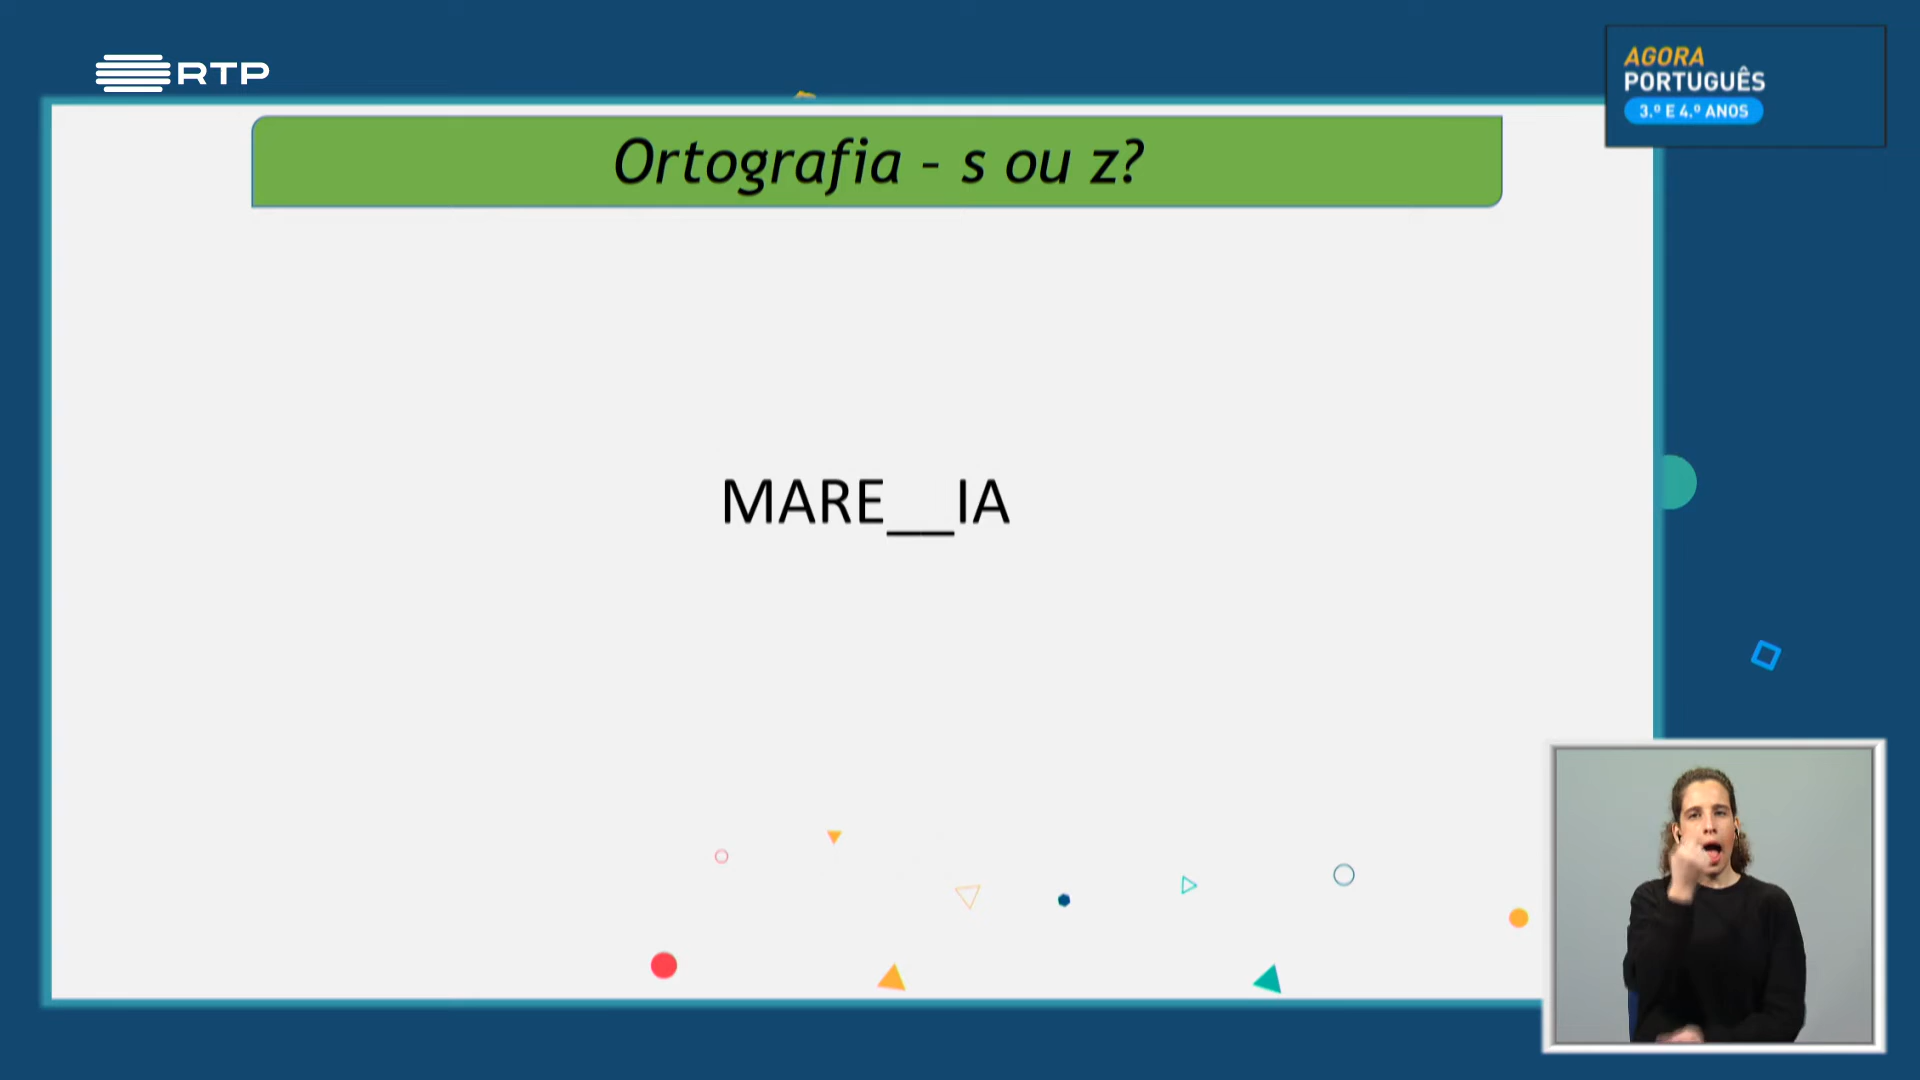 RTP
AGORA
PORTUGUÊS
3.º E 4.º ANOS
Ortografia - s ou z?
MARE__IA